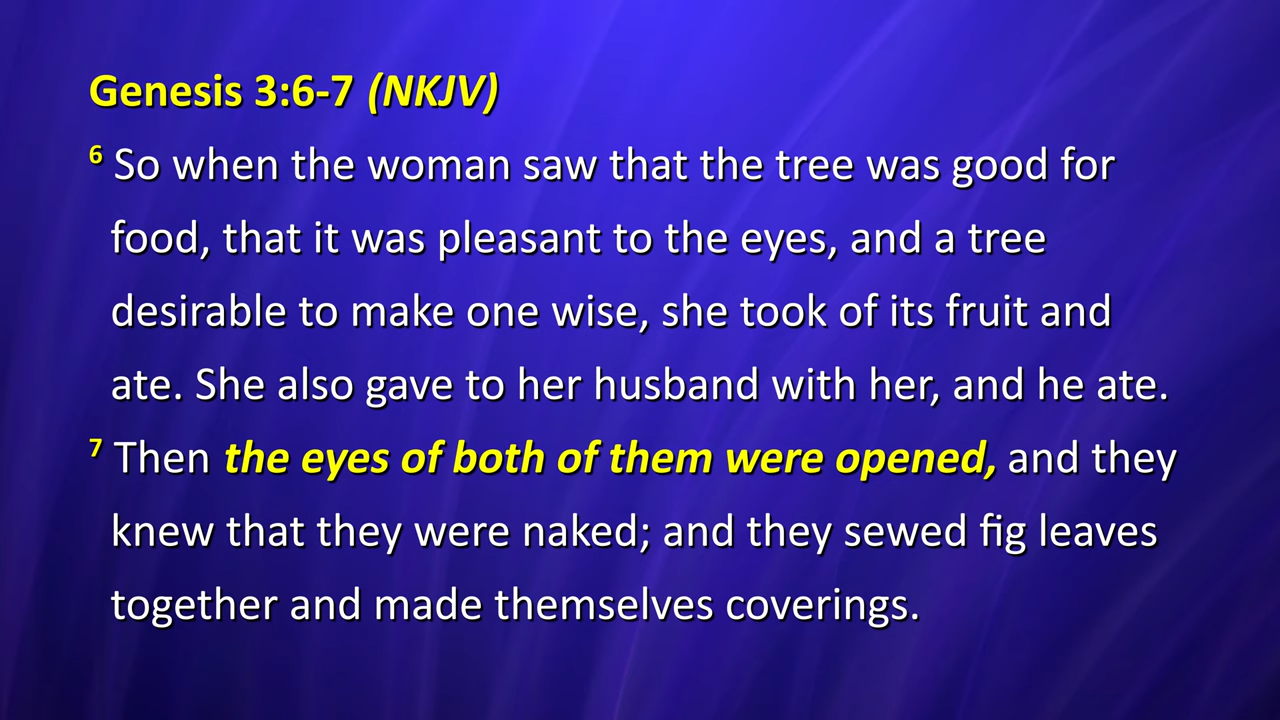 Genesis 3:6-7 (NKJV)
6 So when the woman saw that the tree was good for
food, that it was pleasant to the eyes, and a tree
desirable to make one wise, she took of its fruit and
ate. She also gave to her husband with her, and he ate.
7 Then the eyes of both of them were opened, and they
knew that they were naked; and they sewed fig leaves
together and made themselves coverings.